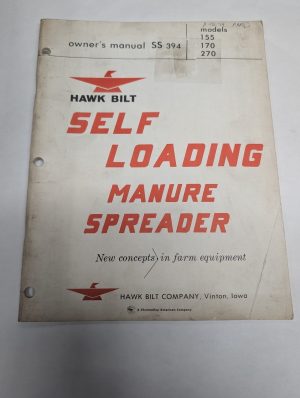 models
155
170
270
owner's manual SS 394
HAWK BILT
SELF
LOADING
MANURE
SPREADER
New concepts in farm equipment
HAWK BILT COMPANY, Vinton, Iowa